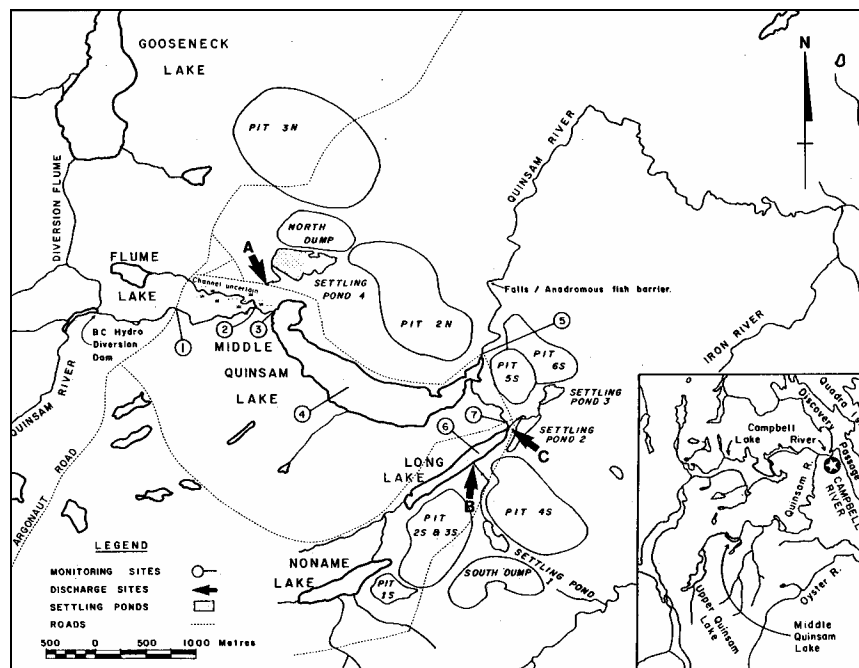 GOOSENECK
LAKE
N
PIT 3N
QUINSAM RIVER
DIVERSION FLUME
NORTH
DUMP
A
FLUME
LAKE
Channel uncertain
SETTLING
POND 4
Falls / Anadromous fish barrier.
PIT 2N
IRON RIVER
BC Hydro
Diversion
Dam
1
2
3
MIDDLE
QUINSAM
LAKE
5
PIT
5S
PIT
6S
SETTLING
POND 3
QUINSAM RIVER
4
7
SETTLING
POND 2
6
C
LONG
LAKE
B
ARGONAUT ROAD
PIT
2S & 3S
PIT 4S
NONAME
LAKE
PIT
1S
SOUTH DUMP
SETTLING POND 1
LEGEND
MONITORING SITES
DISCHARGE SITES
SETTLING PONDS
ROADS
500 0 500 1000 Metres
Quadra
Discovery
Passage
Campbell
Lake
Campbell
River
Quinsam R.
CAMPBELL
RIVER
Oyster R.
Upper Quinsam
Lake
Middle
Quinsam
Lake